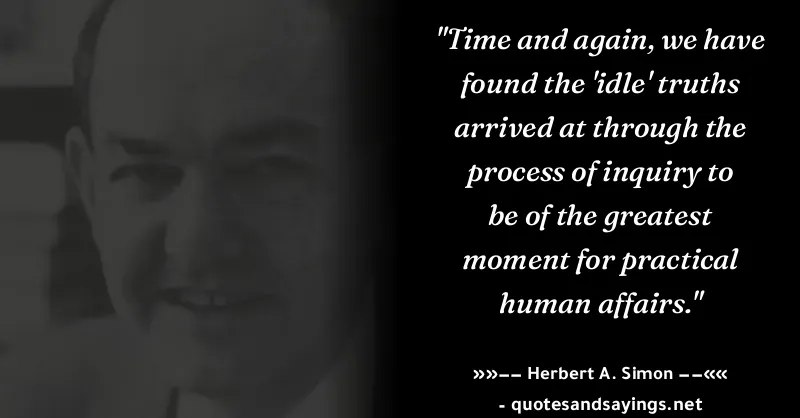 "Time and again, we have
found the 'idle' truths
arrived at through the
process of inquiry to
be of the greatest
moment for practical
human affairs."
»»−− Herbert A. Simon −−««
- quotesandsayings.net